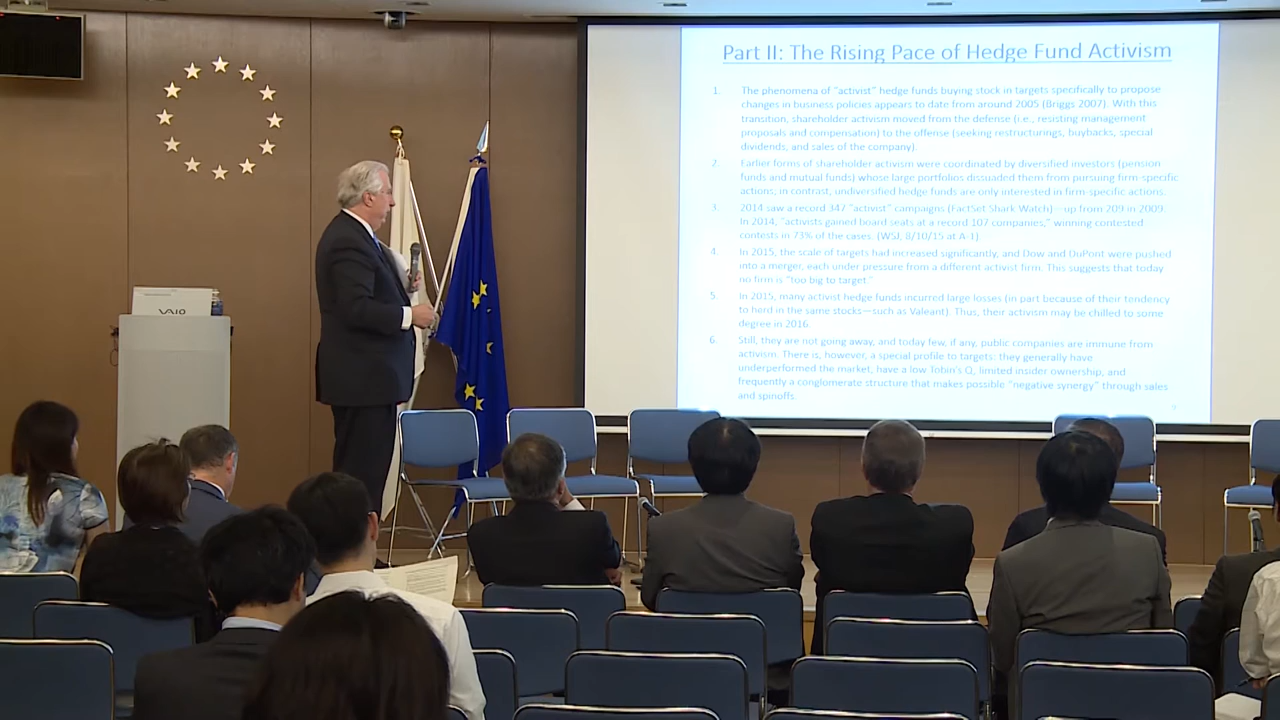 Part II: The Rising Pace of Hedge Fund Activism
1. The phenomena of "activist" hedge funds buying stock in targets specifically to propose
changes in business policies appears to date from around 2005 (Briggs 2007). With this
transition, shareholder activism moved from the defense (i.e., resisting management
proposals and compensation) to the offense (seeking restructurings, buybacks, special
dividends, and sales of the company).
2. Earlier forms of shareholder activism were coordinated by diversified investors (pension
funds and mutual funds) whose large portfolios dissuaded them from pursuing firm-specific
actions; in contrast, undiversified hedge funds are only interested in firm-specific actions.
3. 2014 saw a record 347 "activist" campaigns (FactSet Shark Watch)—up from 209 in 2009.
In 2014, "activists gained board seats at a record 107 companies," winning contested
contests in 73% of the cases. (WSJ, 8/10/15 at A-1)
4. In 2015, the scale of targets had increased significantly, and Dow and DuPont were pushed
into a merger, each under pressure from a different activist firm. This suggests that today
no firm is "too big to target."
5. In 2015, many activist hedge funds incurred large losses (in part because of their tendency
to herd in the same stocks—such as Valeant). Thus, their activism may be chilled to some
degree in 2016.
6. Still, they are not going away, and today few, if any, public companies are immune from
activism. There is, however, a special profile to targets: they generally have
underperformed the market, have a low Tobin's Q, limited insider ownership, and
frequently a conglomerate structure that makes possible "negative synergy" through sales
and spinoffs.
VAIO